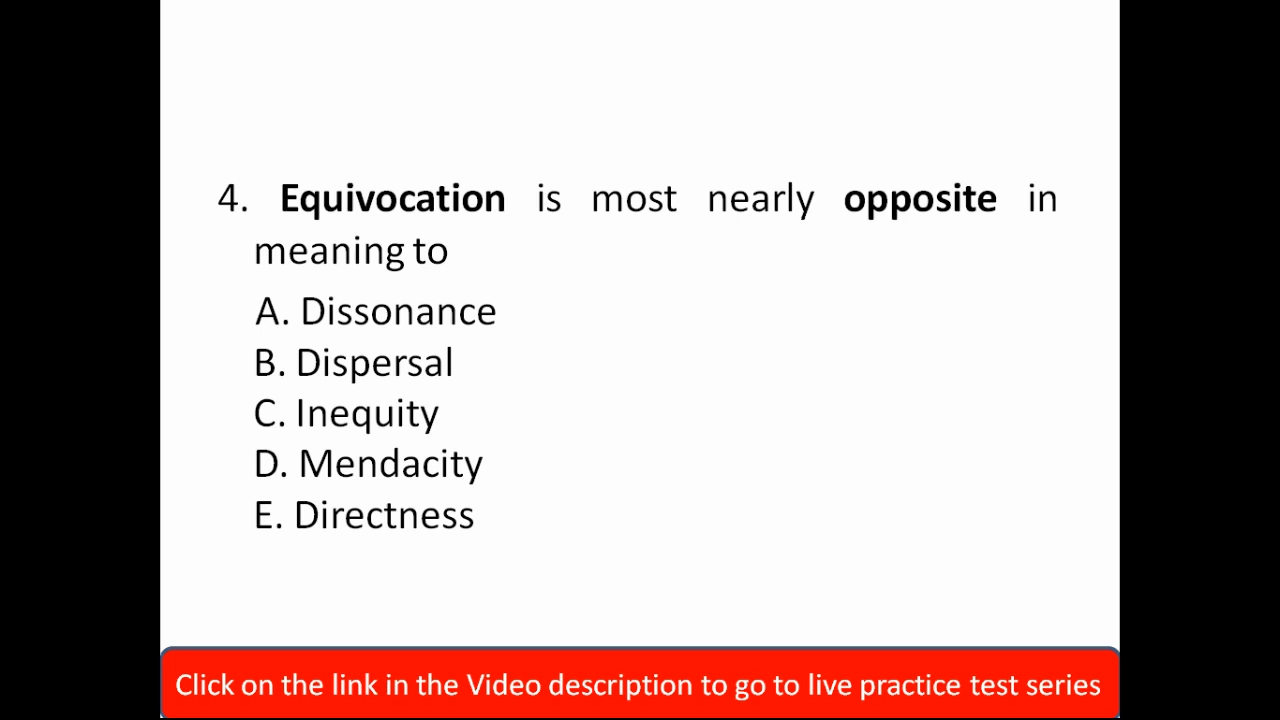 4. Equivocation is most nearly opposite in
meaning to
A. Dissonance
B. Dispersal
C. Inequity
D. Mendacity
E. Directness
Click on the link in the Video description to go to live practice test series